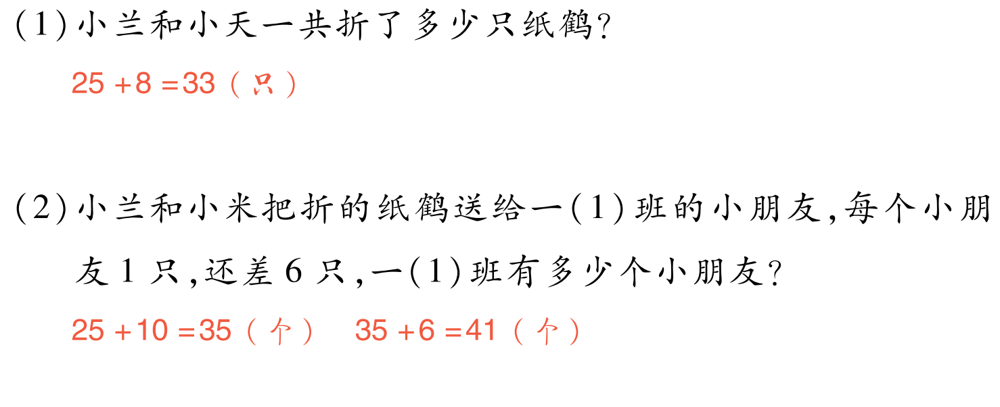 (1)小兰和小天一共折了多少只纸鹤?
25+8=33(只)
(2)小兰和小米把折的纸鹤送给一(1)班的小朋友,每个小朋
友1只,还差6只,一(1)班有多少个小朋友?
25+10=35(个) 35+6=41(个)